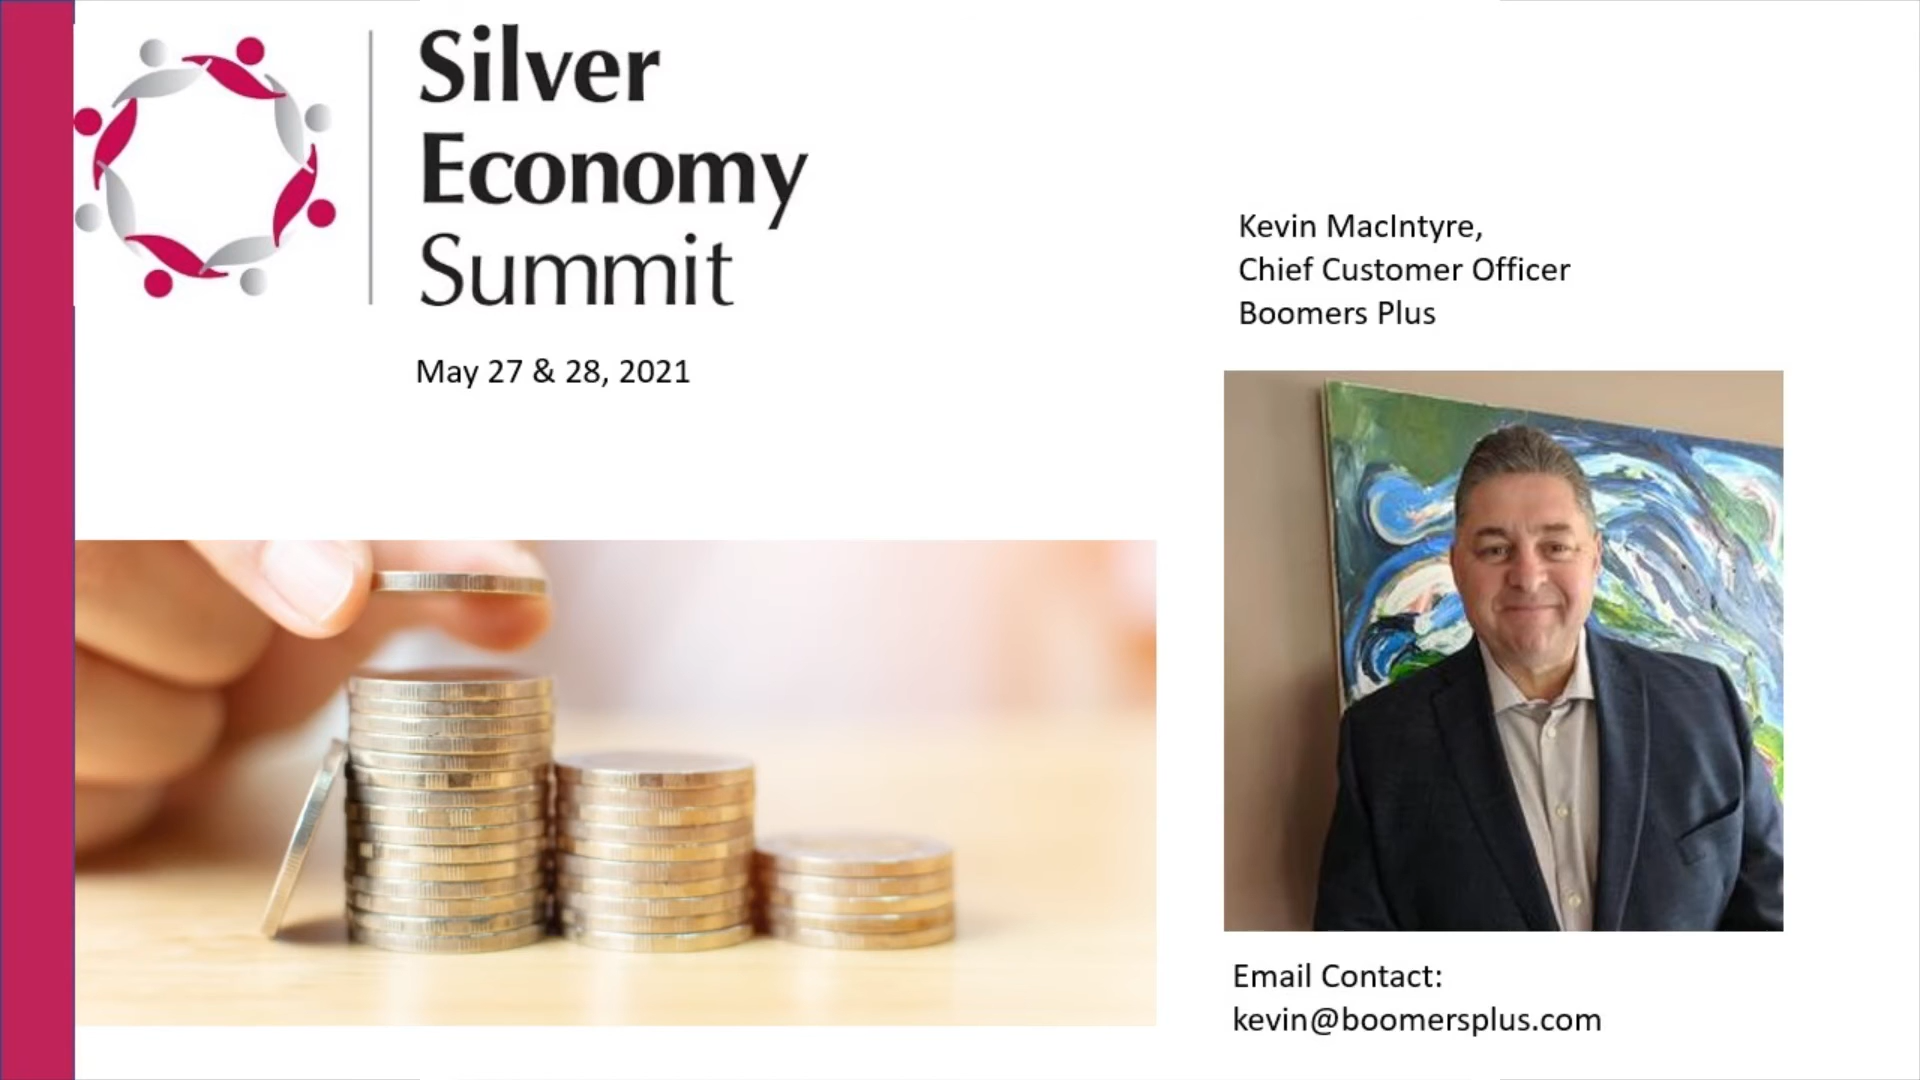 Silver
Economy
Summit
May 27 & 28, 2021
Kevin MacIntyre,
Chief Customer Officer
Boomers Plus
Email Contact:
kevin@boomersplus.com